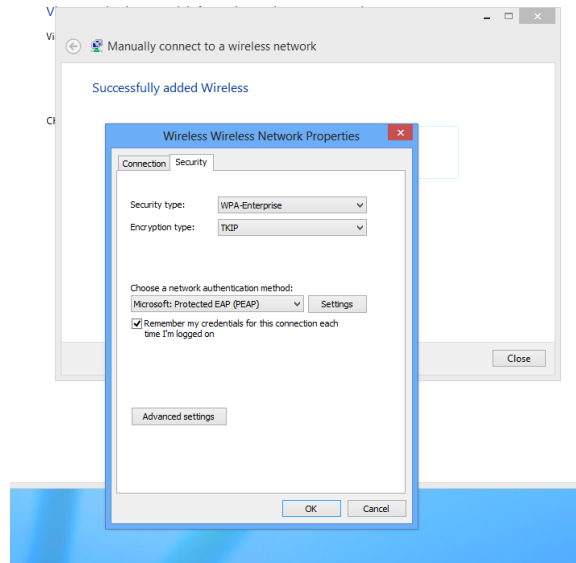 Manually connect to a wireless network
Successfully added Wireless
Wireless Wireless Network Properties
Connection
Security
Security type:
WPA-Enterprise
Encryption type:
TKIP
Choose a network authentication method:
Microsoft: Protected EAP (PEAP)
Settings
Remember my credentials for this connection each
time I'm logged on
Advanced settings
OK
Cancel
Close